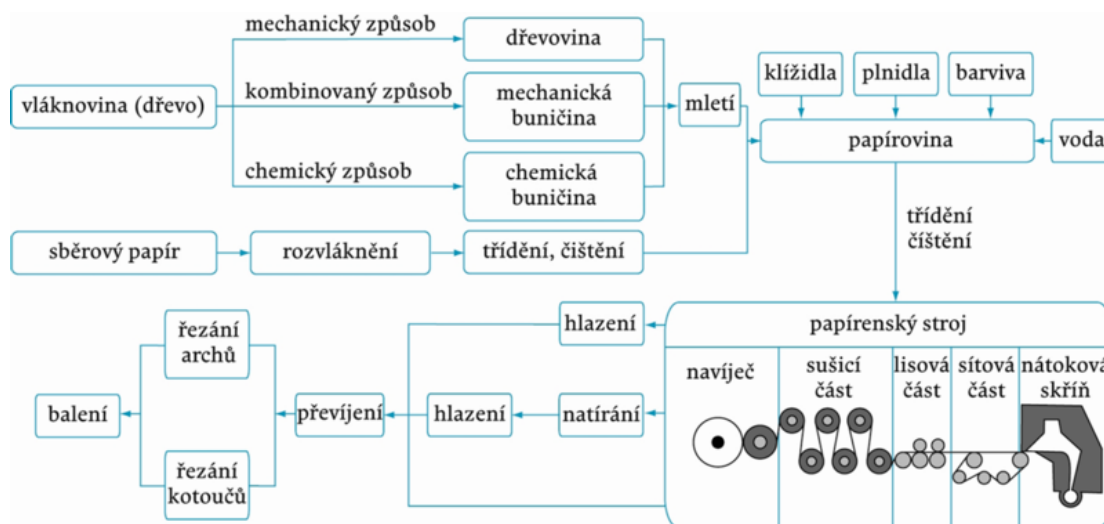 mechanický způsob
dřevovina
vláknovina (dřevo)
kombinovaný způsob
mechanická
buničina
mletí
chemický způsob
chemická
buničina
klížidla
plnidla
barviva
papírovina
voda
sběrový papír
rozvláknění
třídění, čištění
třídění
číštění
papírenský stroj
navíječ
sušicí
část
lisová
část
sítová
část
nátoková
skříň
hlazení
natírání
hlazení
převíjení
řezání
archů
řezání
kotoučů
balení